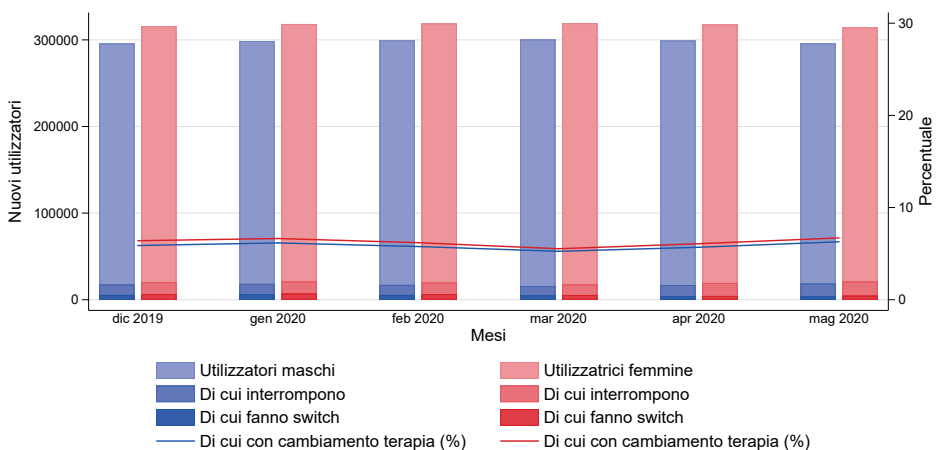 Nuovi utilizzatori
300000
200000
100000
0
30
20
10
0
Percentuale
dic 2019 gen 2020 feb 2020 mar 2020 apr 2020 mag 2020
Mesi
Utilizzatori maschi Utilizzatrici femmine
Di cui interrompono Di cui interrompono
Di cui fanno switch Di cui fanno switch
Di cui con cambiamento terapia (%) Di cui con cambiamento terapia (%)